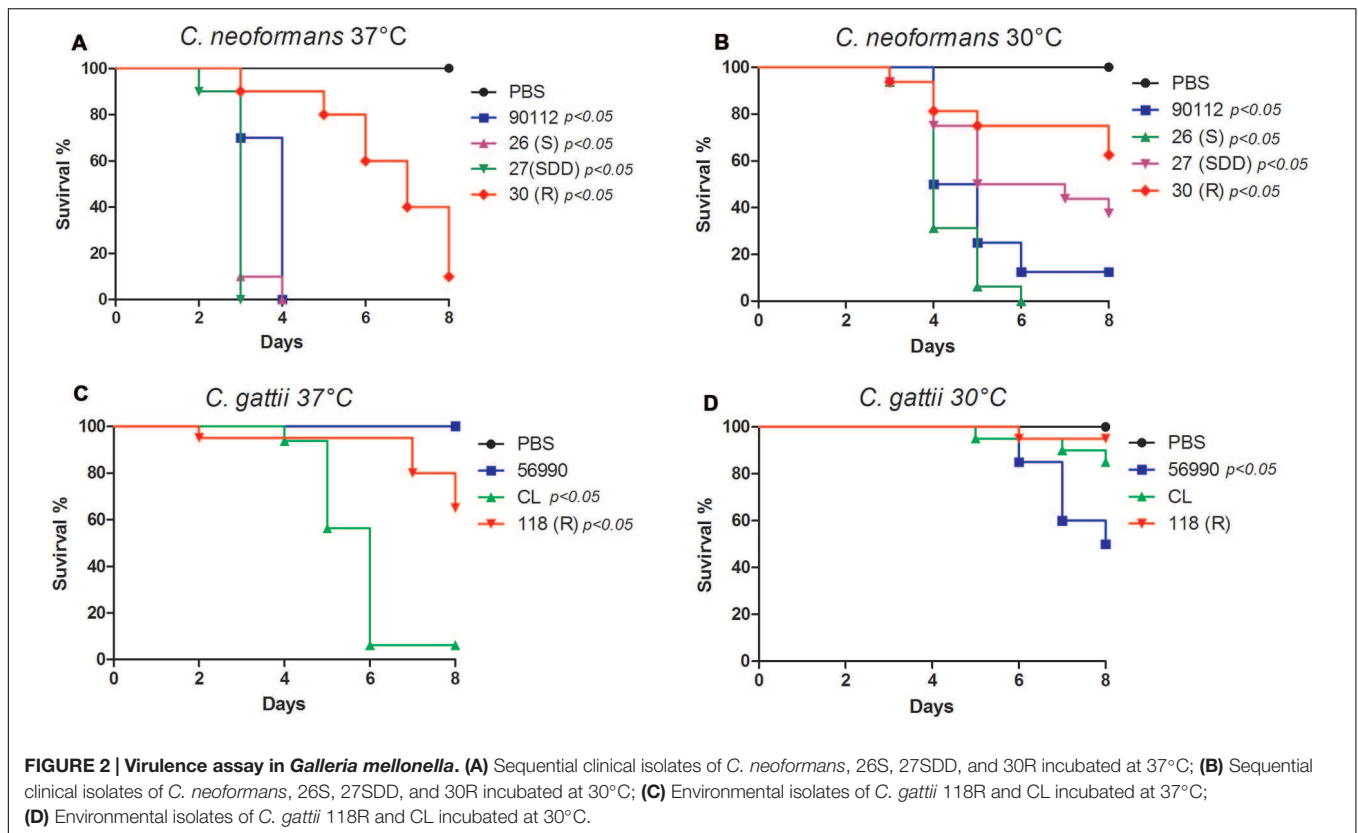 A
C. neoformans 37°C
Suvirval %
100
80
60
40
20
0
0 2 4 6 8
Days
PBS
90112 p<0.05
26 (S) p<0.05
27(SDD) p<0.05
30 (R) p<0.05
B
C. neoformans 30°C
Suvirval %
100
80
60
40
20
0
0 2 4 6 8
Days
PBS
90112 p<0.05
26 (S) p<0.05
27 (SDD) p<0.05
30 (R) p<0.05
C
C. gattii 37°C
Suvirval %
100
80
60
40
20
0
0 2 4 6 8
Days
PBS
56990
CL p<0.05
118 (R) p<0.05
D
C. gattii 30°C
Suvirval %
100
80
60
40
20
0
0 2 4 6 8
Days
PBS
56990 p<0.05
CL
118 (R)
FIGURE 2 | Virulence assay in Galleria mellonella. (A) Sequential clinical isolates of C. neoformans, 26S, 27SDD, and 30R incubated at 37°C; (B) Sequential
clinical isolates of C. neoformans, 26S, 27SDD, and 30R incubated at 30°C; (C) Environmental isolates of C. gattii 118R and CL incubated at 37°C;
(D) Environmental isolates of C. gattii 118R and CL incubated at 30°C.